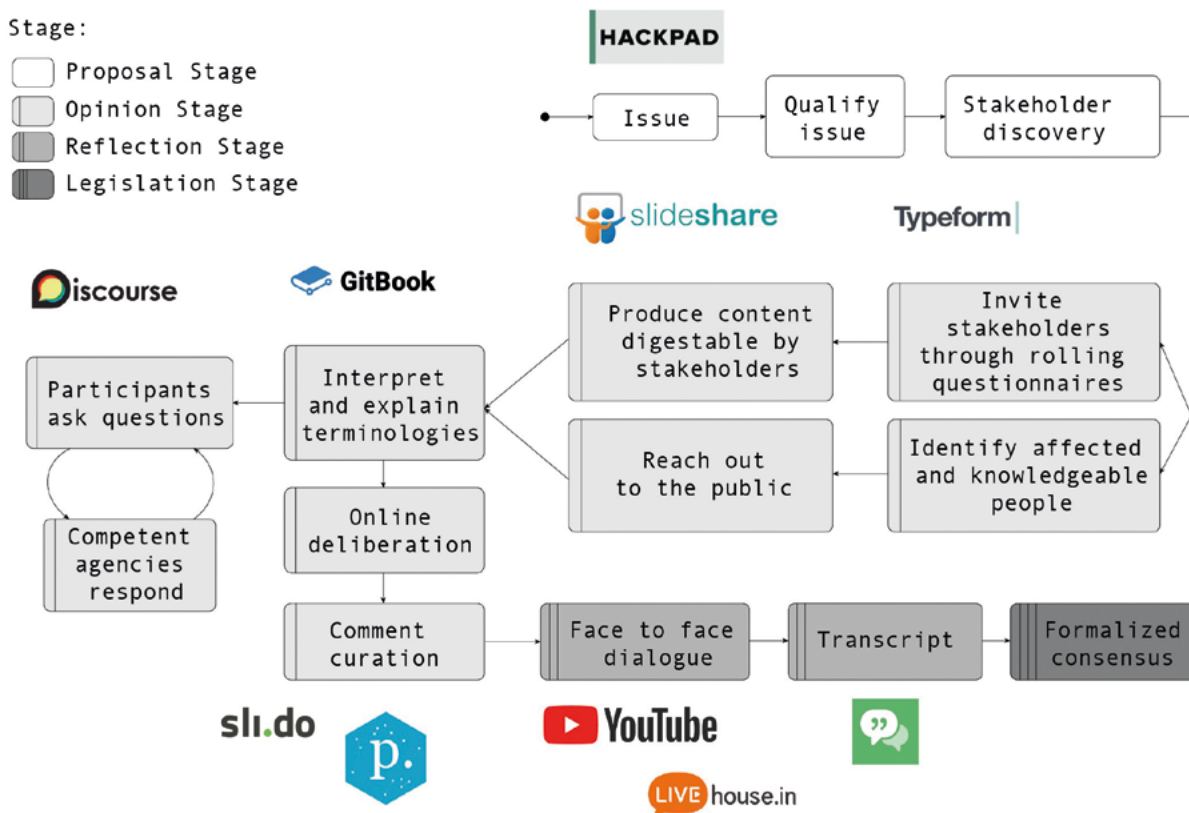 Stage:
Proposal Stage
Opinion Stage
Reflection Stage
Legislation Stage
HACKPAD
Issue
Qualify
issue
Stakeholder
discovery
slideshare
Typeform
Discourse
GitBook
Produce content
digestable by
stakeholders
Invite
stakeholders
through rolling
questionnaires
Participants
ask questions
Interpret
and explain
terminologies
Reach out
to the public
Identify affected
and knowledgeable
people
Competent
agencies
respond
Online
deliberation
Comment
curation
Face to face
dialogue
Transcript
Formalized
consensus
sli.do
p.
YouTube
LIVE house.in